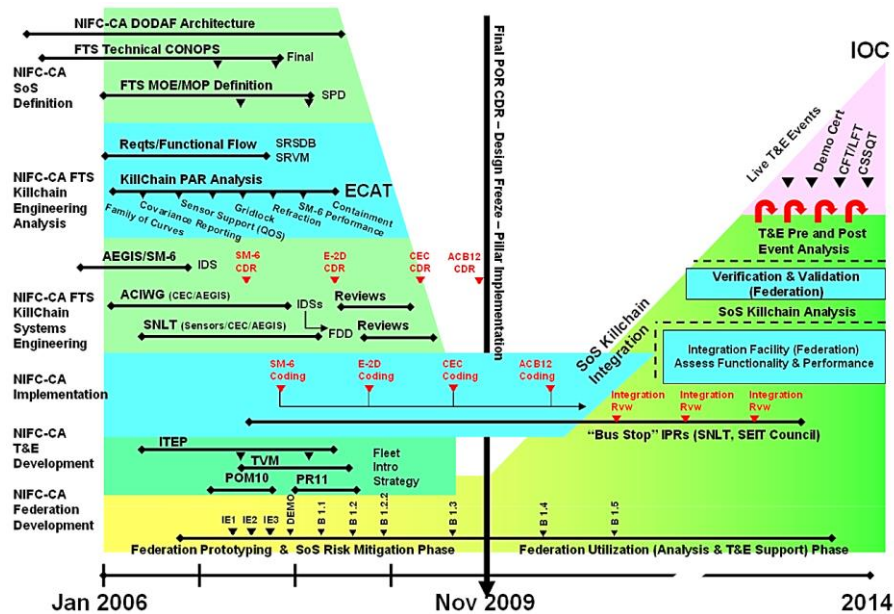 NIFC-CA DODAF Architecture
FTS Technical CONOPS
Final
NIFC-CA
SoS
Definition
FTS MOE/MOP Definition
SPD
Reqts/Functional Flow
SRSDB
SRVM
NIFC-CA FTS
Killchain
Engineering
Analysis
KillChain PAR Analysis
ECAT
Family of Curves
Covariance Reporting
Sensor Support (QOS)
Gridlock
Refraction
SM-6 Performance
Containment
AEGIS/SM-6
IDS
SM-6
CDR
E-2D
CDR
CEC
CDR
ACB12
CDR
NIFC-CA FTS
KillChain
Systems
Engineering
ACIWG (CEC/AEGIS)
IDSs
Reviews
SNLT (Sensors/CEC/AEGIS)
FDD
Reviews
NIFC-CA
Implementation
SM-6
Coding
E-2D
Coding
CEC
Coding
ACB12
Coding
Integration
Rvw
Integration
Rvw
Integration
Rvw
"Bus Stop" IPRs (SNLT, SEIT Council)
NIFC-CA
T&E
Development
ITEP
TVM
POM10
PR11
Fleet
Intro
Strategy
NIFC-CA
Federation
Development
IE1
IE2
IE3
DEMO
B 1.1
B 1.2
B 1.2.2
B 1.3
B 1.4
B 1.5
Federation Prototyping & SoS Risk Mitigation Phase
Federation Utilization (Analysis & T&E Support) Phase
Final POR CDR – Design Freeze – Pillar Implementation
SoS Killchain
Integration
IOC
Live T&E Events
Demo Cert
CFT/LFT
CSSQT
T&E Pre and Post
Event Analysis
Verification & Validation
(Federation)
SoS Killchain Analysis
Integration Facility (Federation)
Assess Functionality & Performance
Jan 2006
Nov 2009
2014